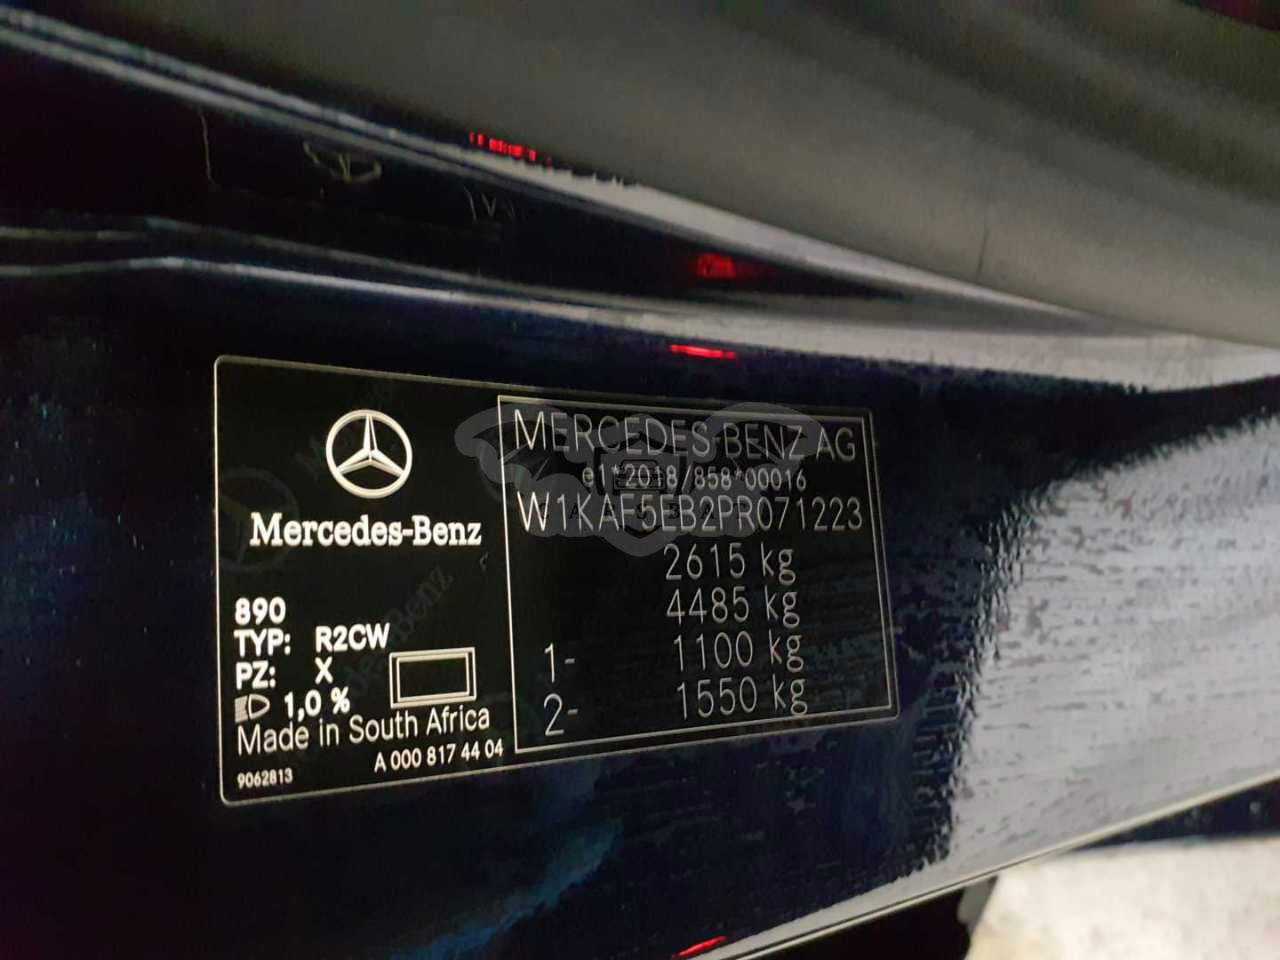 Mercedes-Benz
890
TYP: R2CW
PZ: X
1,0 %
Made in South Africa
A 000 817 44 04
9062813
MERCEDES-BENZ AG
e1*2018/858*00016
W1KAF5EB2PR071223
2615 kg
4485 kg
1- 1100 kg
2- 1550 kg